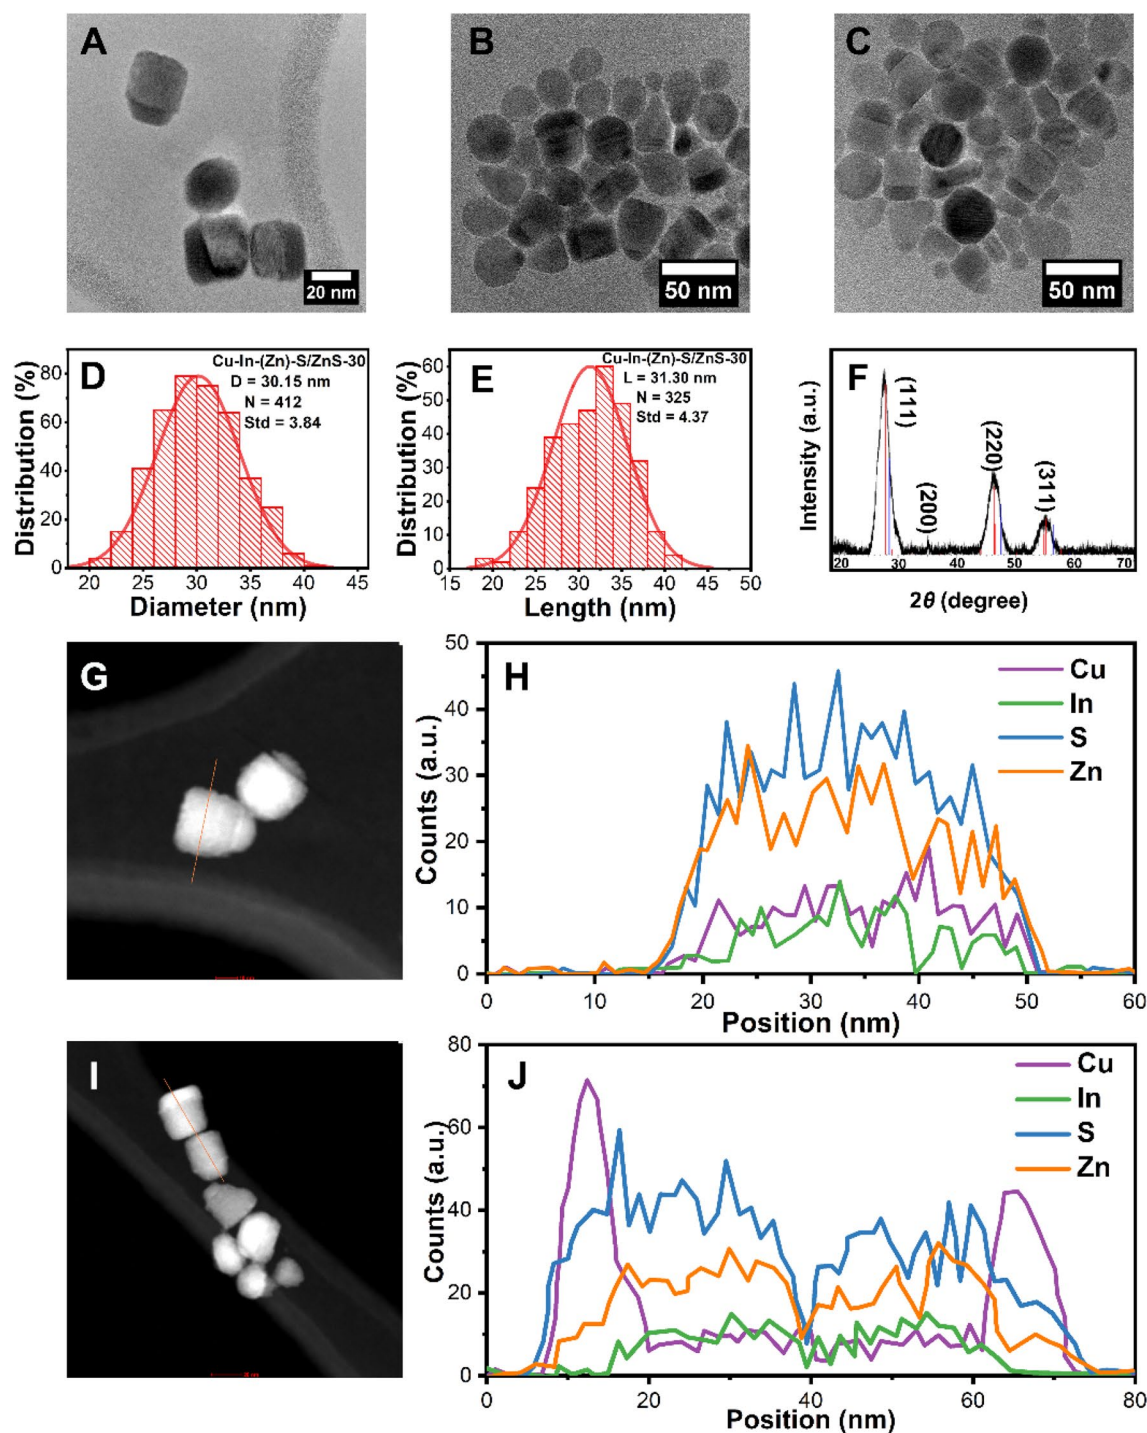 A
20 nm
B
50 nm
C
50 nm
D
Cu-In-(Zn)-S/ZnS-30
D = 30.15 nm
N = 412
Std = 3.84
Distribution (%)
80
60
40
20
0
20 25 30 35 40 45
Diameter (nm)
E
Cu-In-(Zn)-S/ZnS-30
L = 31.30 nm
N = 325
Std = 4.37
Distribution (%)
60
50
40
30
20
10
0
15 20 25 30 35 40 45 50
Length (nm)
F
(111)
(200)
(220)
(311)
Intensity (a.u.)
20 30 40 50 60 70
2θ (degree)
G
H
Cu
In
S
Zn
Counts (a.u.)
50
40
30
20
10
0
0 10 20 30 40 50 60
Position (nm)
I
J
Cu
In
S
Zn
Counts (a.u.)
80
60
40
20
0
0 20 40 60 80
Position (nm)